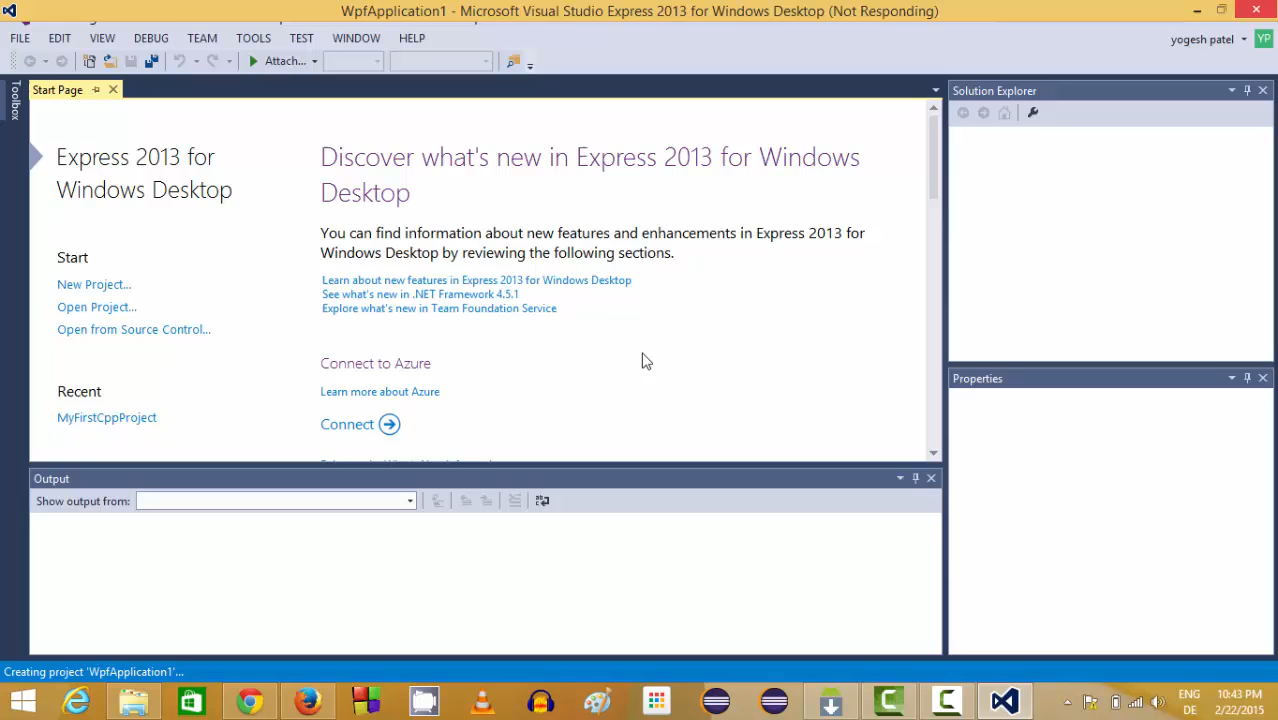 WpfApplication1 - Microsoft Visual Studio Express 2013 for Windows Desktop (Not Responding)
FILE EDIT VIEW DEBUG TEAM TOOLS TEST WINDOW HELP
yogesh patel YP
Attach...
Toolbox
Start Page
Solution Explorer
Express 2013 for
Windows Desktop
Start
New Project...
Open Project...
Open from Source Control...
Recent
MyFirstCppProject
Discover what's new in Express 2013 for Windows
Desktop
You can find information about new features and enhancements in Express 2013 for
Windows Desktop by reviewing the following sections.
Learn about new features in Express 2013 for Windows Desktop
See what's new in .NET Framework 4.5.1
Explore what's new in Team Foundation Service
Connect to Azure
Learn more about Azure
Connect
Properties
Output
Show output from:
Creating project 'WpfApplication1'...
ENG
DE
10:43 PM
2/22/2015